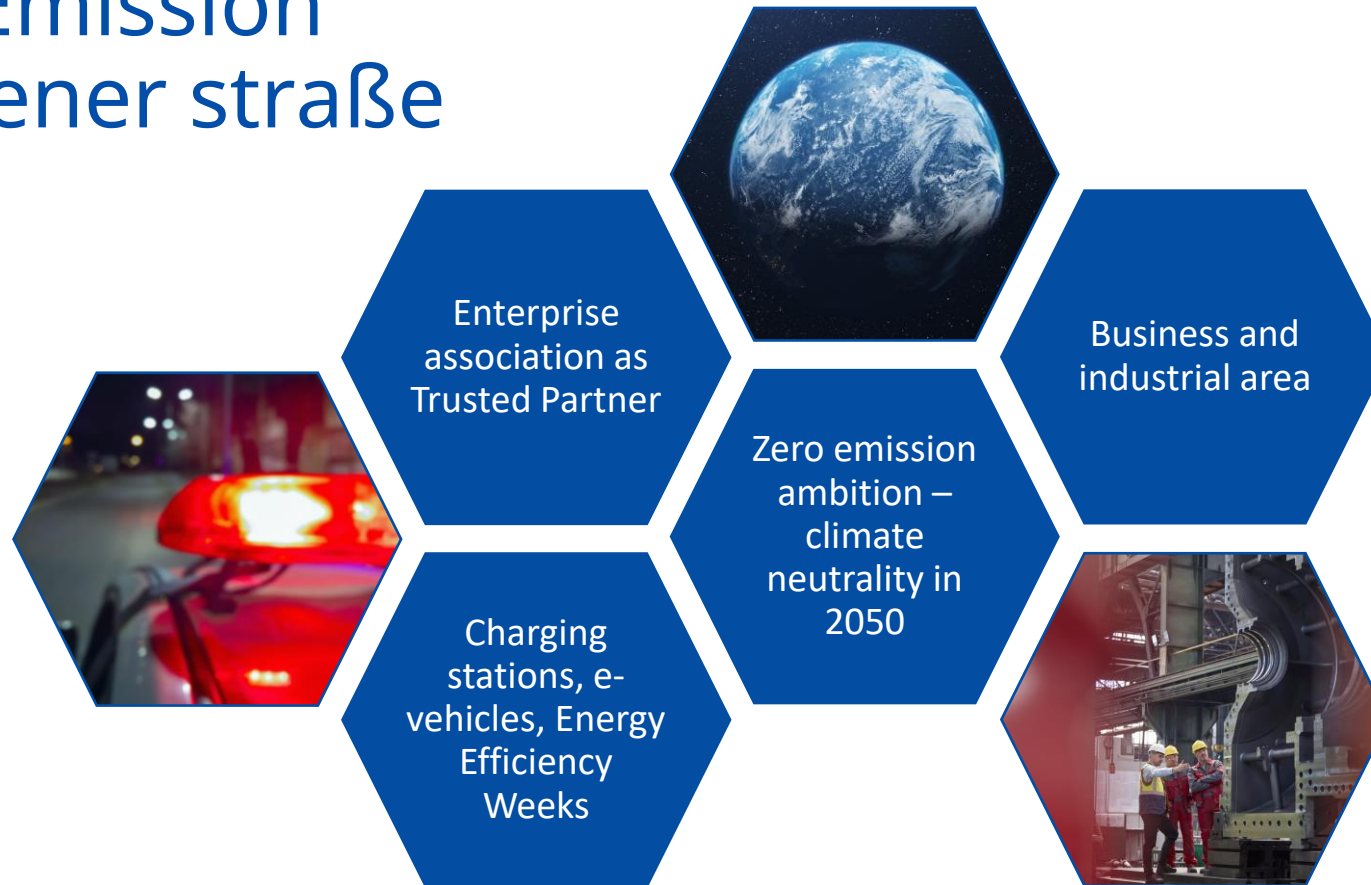 Emission
ener straße
Enterprise
association as
Trusted Partner
Business and
industrial area
Zero emission
ambition –
climate
neutrality in
2050
Charging
stations, e-
vehicles, Energy
Efficiency
Weeks